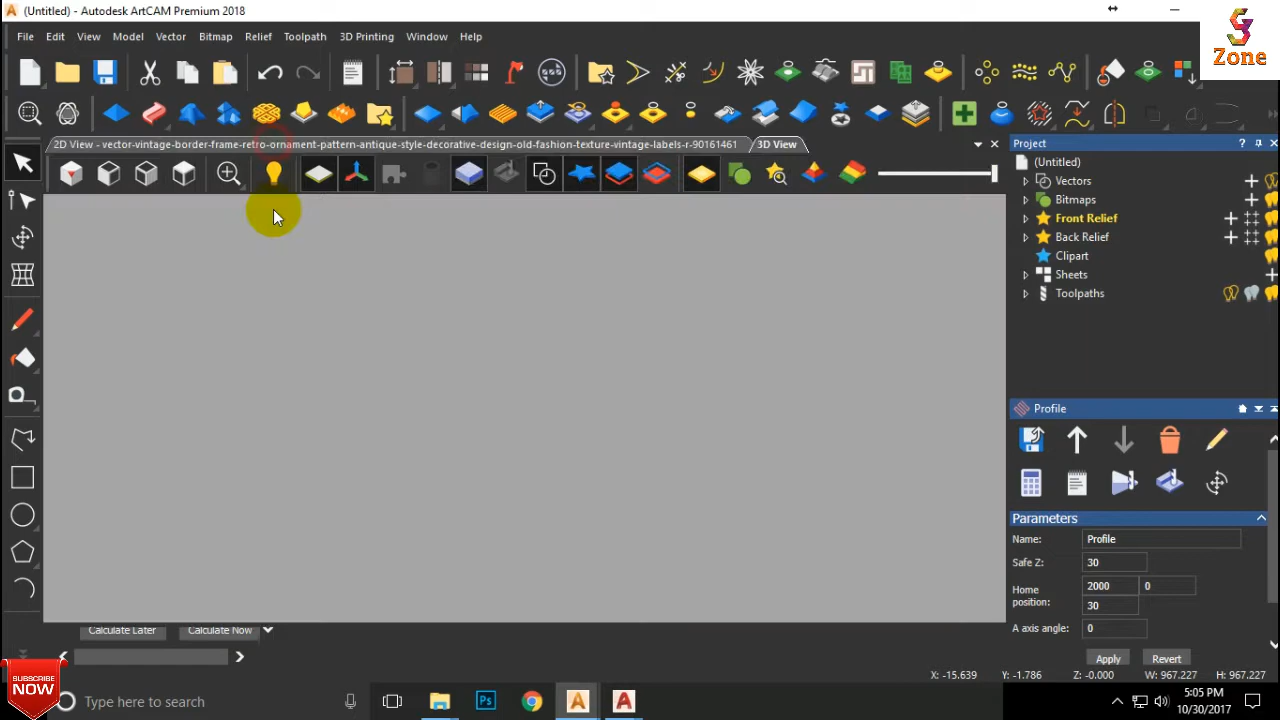 (Untitled) - Autodesk ArtCAM Premium 2018
Zone
File Edit View Model Vector Bitmap Relief Toolpath 3D Printing Window Help
2D View - vector-vintage-border-frame-retro-ornament-pattern-antique-style-decorative-design-old-fashion-texture-vintage-labels-r-90161461 3D View
Project
(Untitled)
Vectors
Bitmaps
Front Relief
Back Relief
Clipart
Sheets
Toolpaths
Profile
Parameters
Name: Profile
Safe Z: 30
Home position: 2000 0
30
A axis angle: 0
Apply Revert
Calculate Later Calculate Now
X: -15.639 Y: -1.786 Z: -0.000 W: 967.227 H: 967.227
SUBSCRIBE
NOW
Type here to search
5:05 PM
10/30/2017